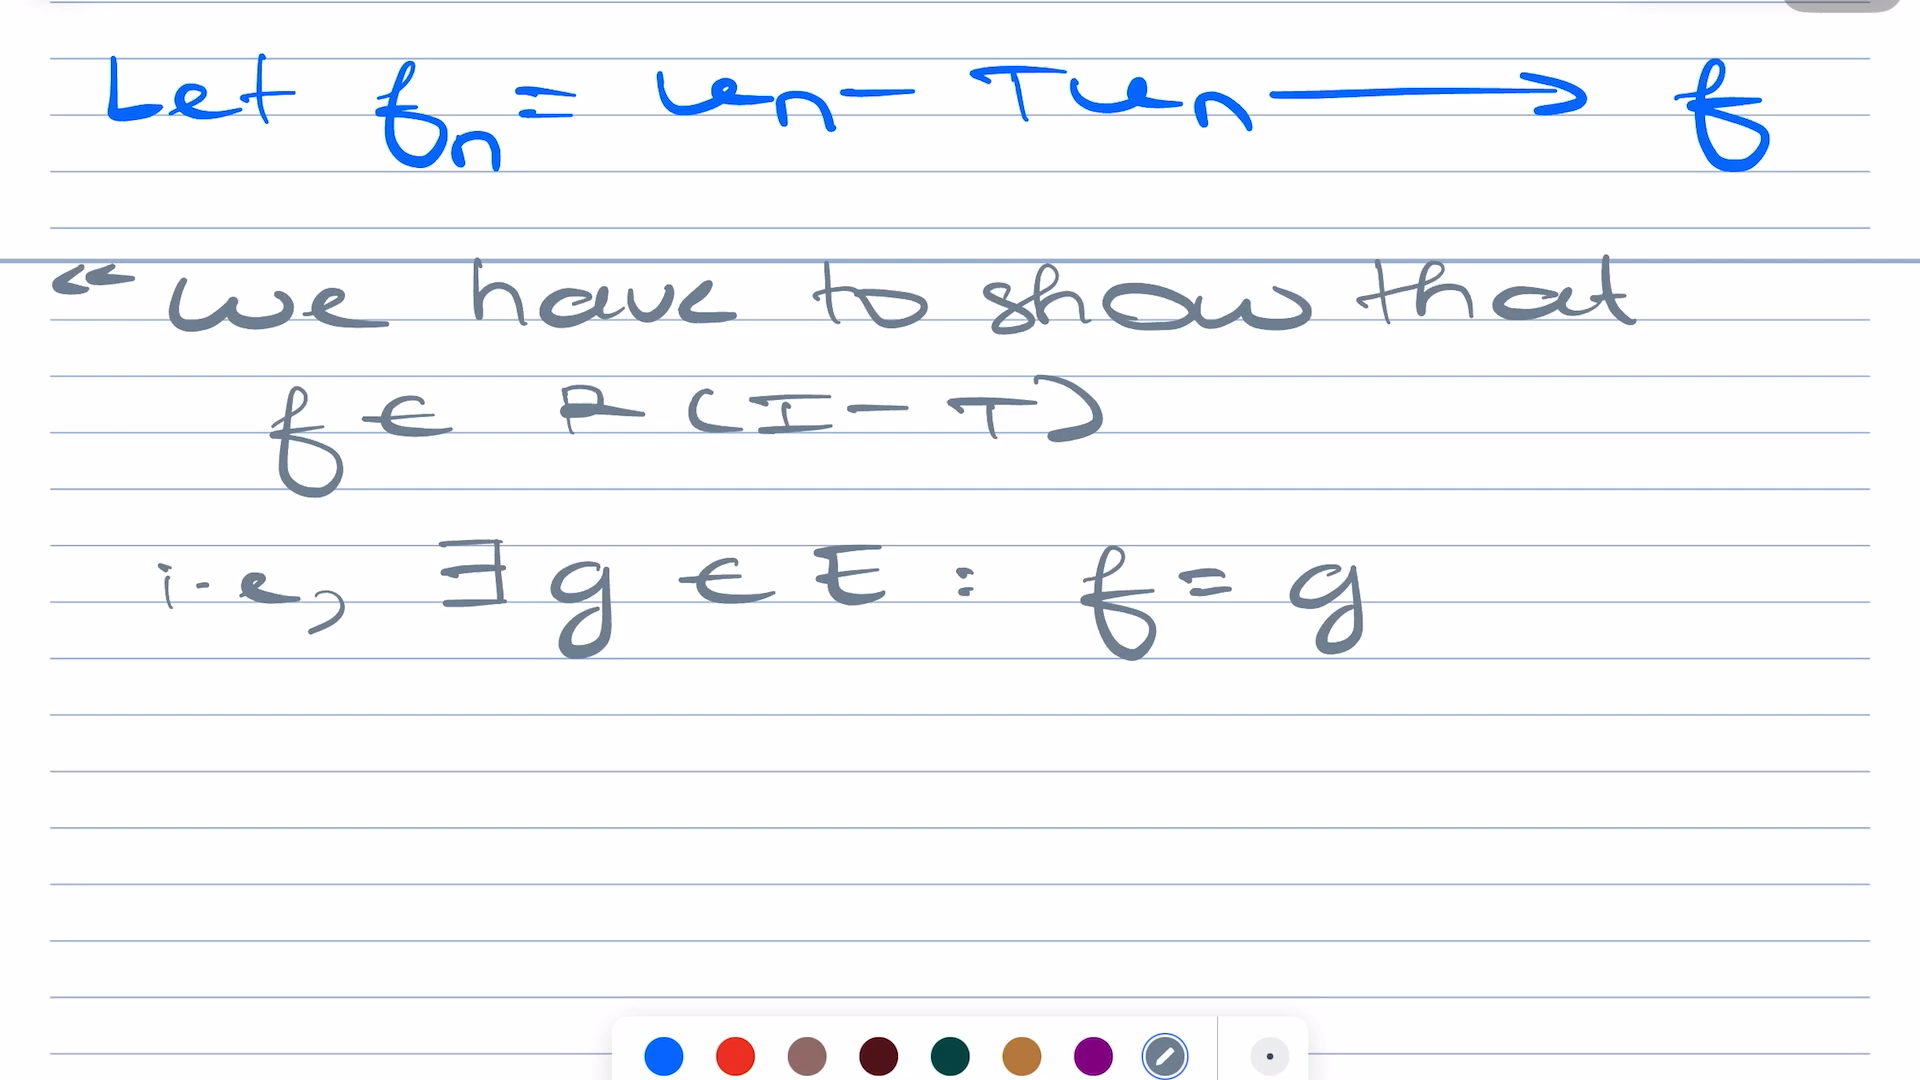 Let fₙ = uₙ - Tuₙ ⟶ f
“ we have to show that
f ∈ R (I - T)
i.e, ∃ g ∈ E : f = g